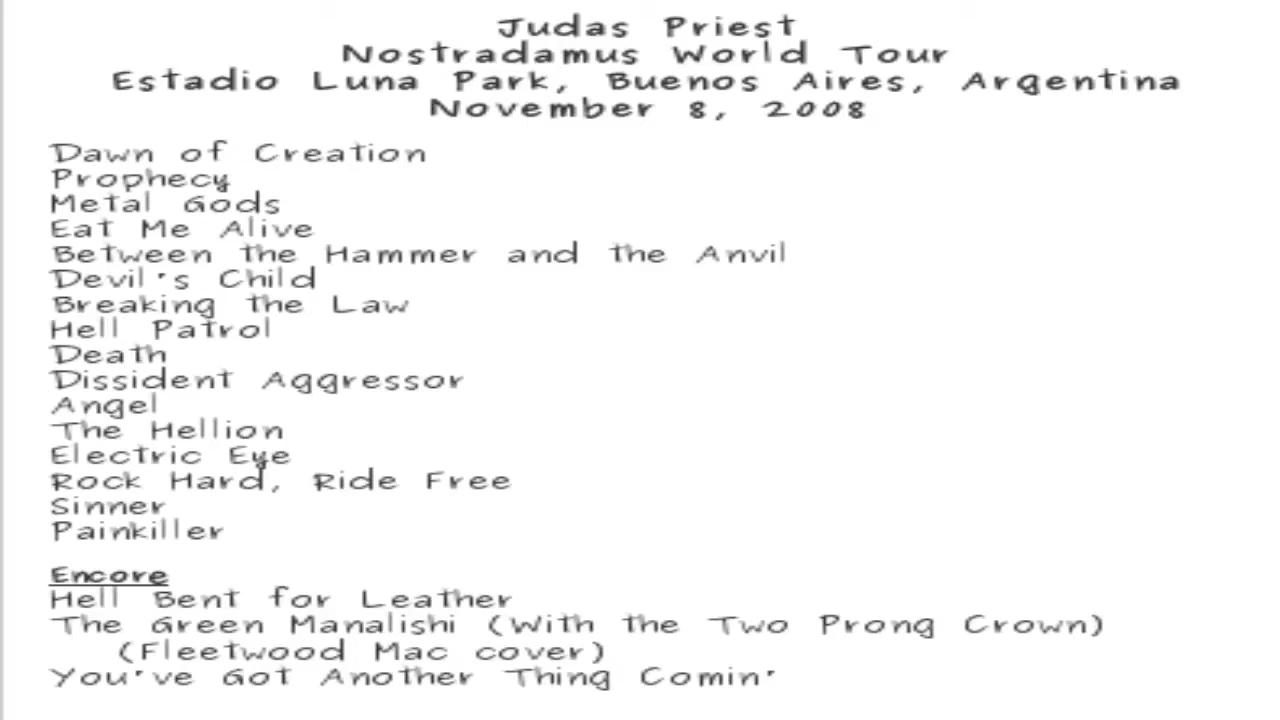 Judas Priest
Nostradamus World Tour
Estadio Luna Park, Buenos Aires, Argentina
November 8, 2008
Dawn of Creation
Prophecy
Metal Gods
Eat Me Alive
Between the Hammer and the Anvil
Devil's Child
Breaking the Law
Hell Patrol
Death
Dissident Aggressor
Angel
The Hellion
Electric Eye
Rock Hard, Ride Free
Sinner
Painkiller
Encore
Hell Bent for Leather
The Green Manalishi (With the Two Prong Crown)
(Fleetwood Mac cover)
You've Got Another Thing Comin'